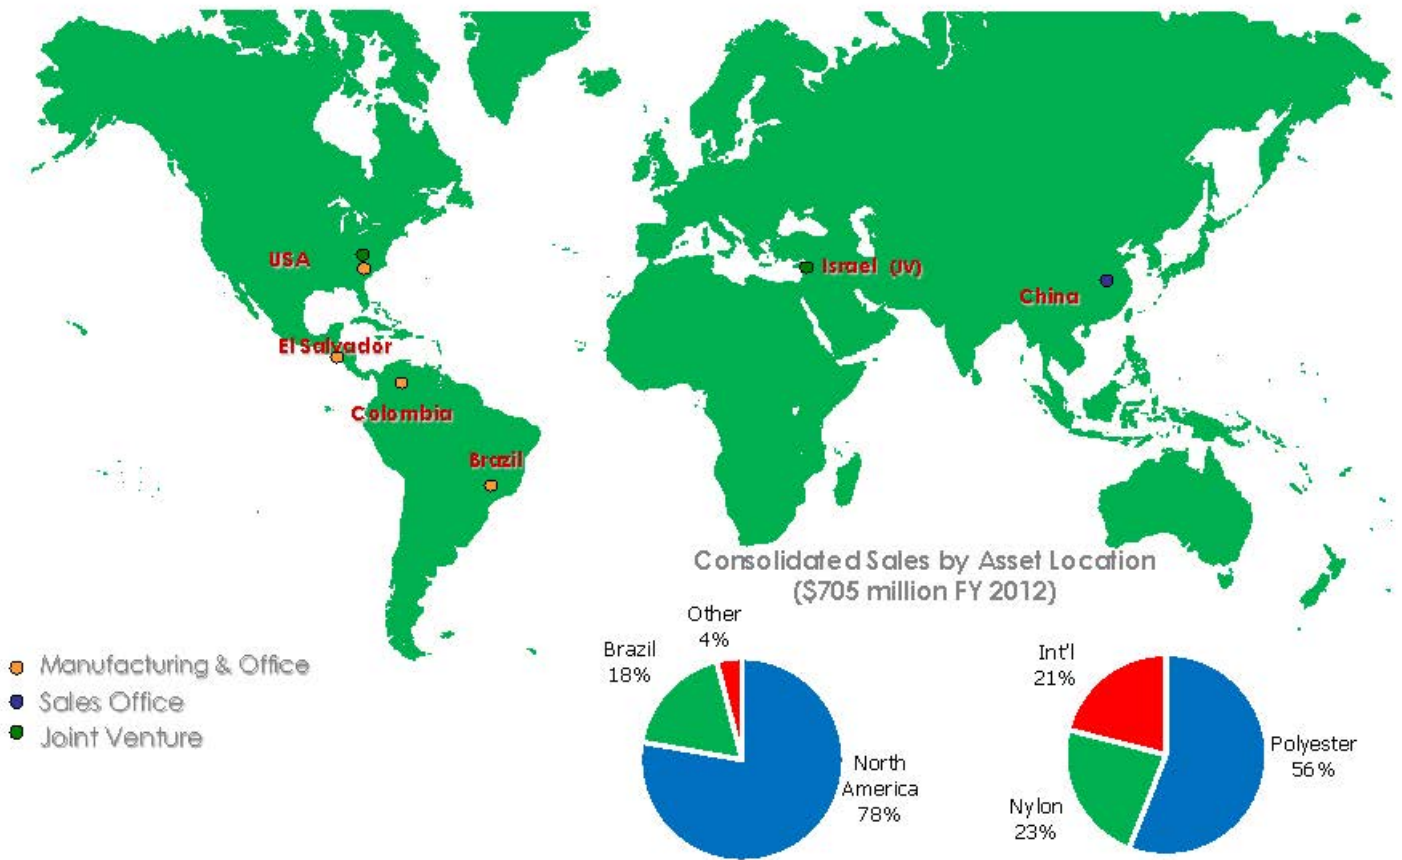 USA
Israel (JV)
China
El Salvador
Colombia
Brazil
Consolidated Sales by Asset Location
($705 million FY 2012)
Manufacturing & Office
Sales Office
Joint Venture
Other
4%
Brazil
18%
North
America
78%
Int'l
21%
Polyester
56%
Nylon
23%